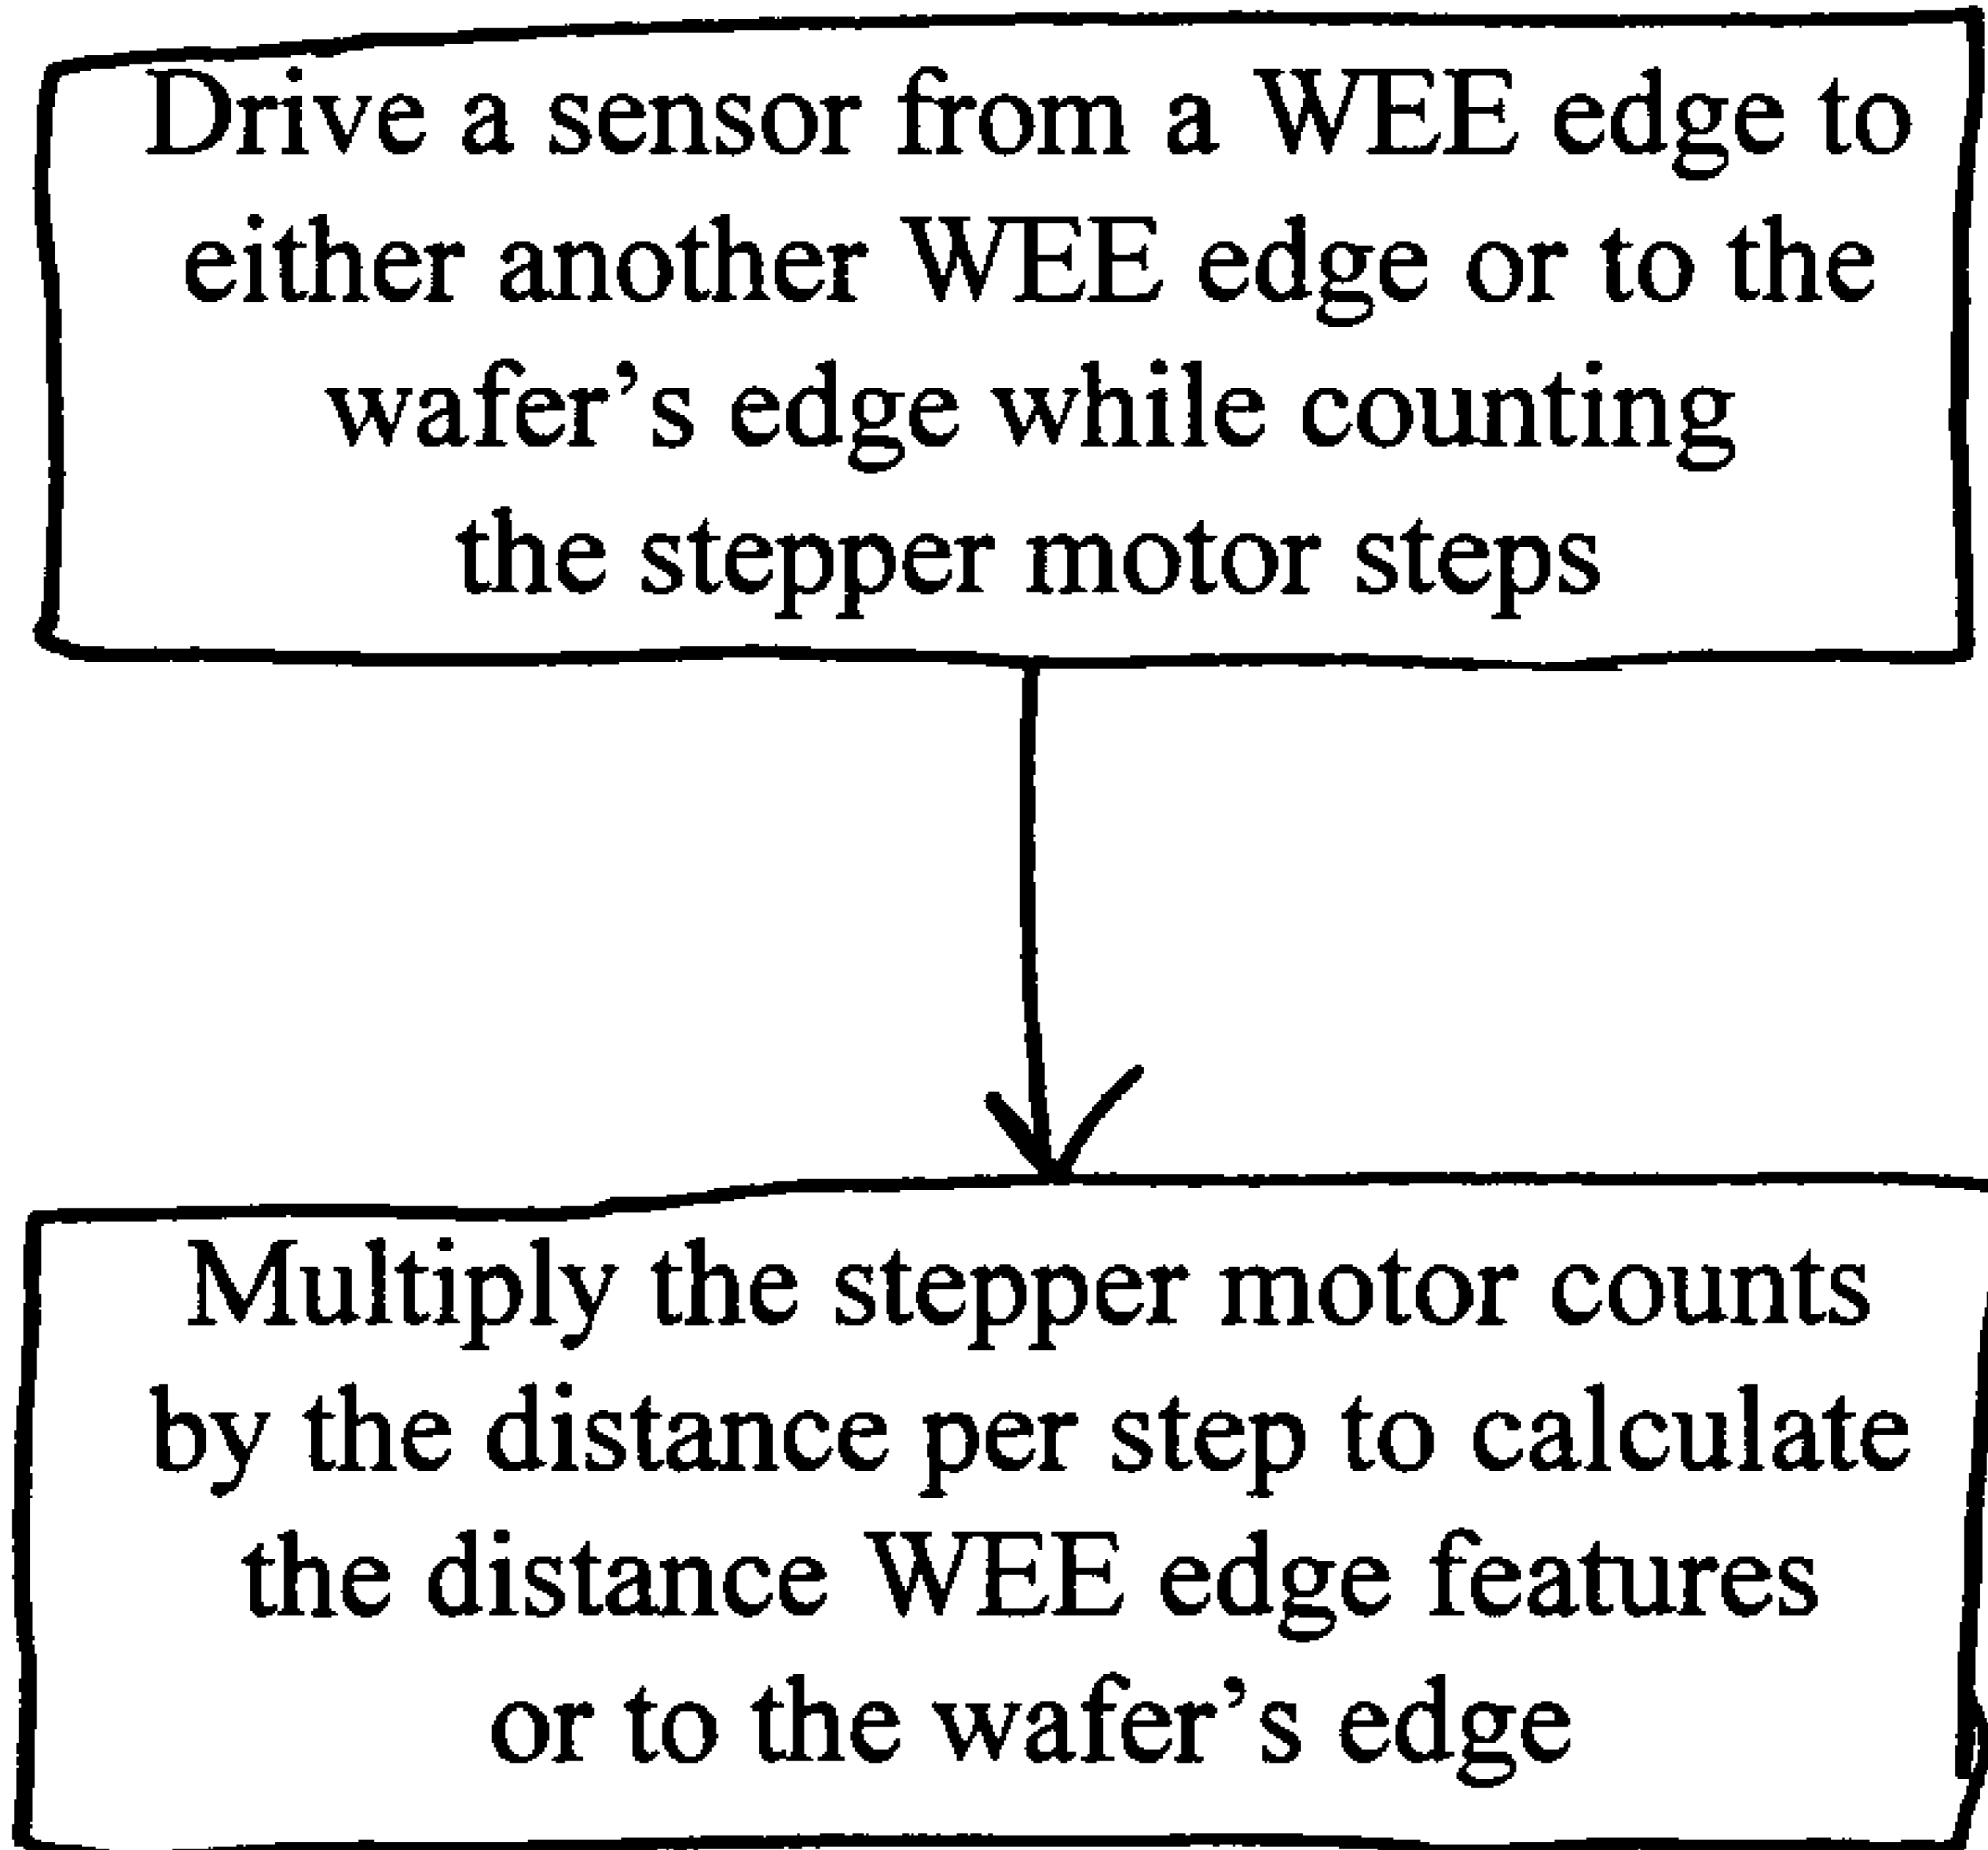 Drive a sensor from a WEE edge to
either another WEE edge or to the
wafer’s edge while counting
the stepper motor steps
Multiply the stepper motor counts
by the distance per step to calculate
the distance WEE edge features
or to the wafer’s edge